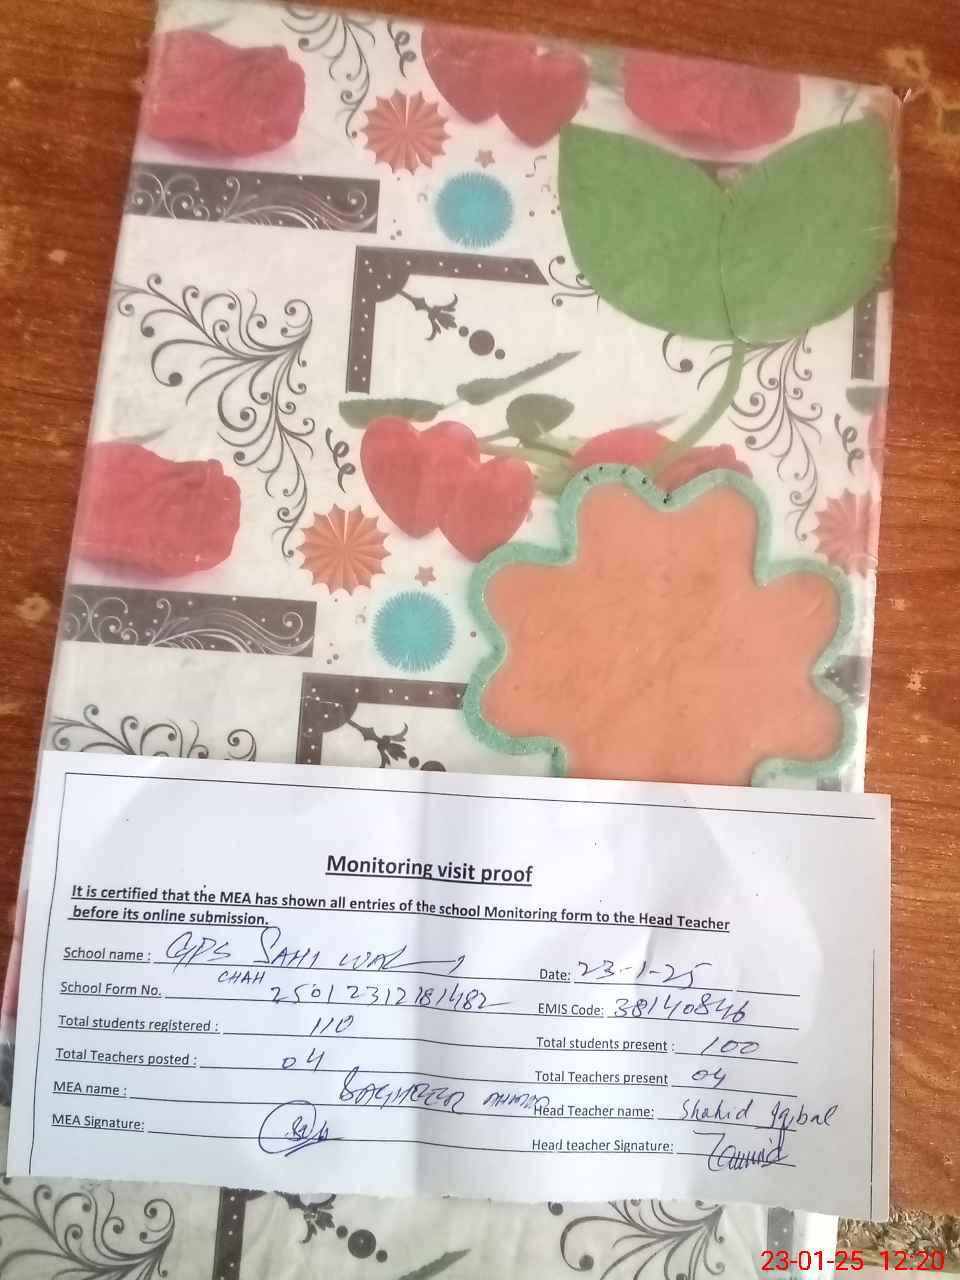 Monitoring visit proof
It is certified that the MEA has shown all entries of the school Monitoring form to the Head Teacher
before its online submission.
School name : GPS SAHI WAL
Date: 23-1-25
CHAH
School Form No. 25012312181482
EMIS Code: 38140846
Total students registered : 110
Total students present : 100
Total Teachers posted : 04
Total Teachers present 04
MEA name :
Head Teacher name: Shahid Iqbal
MEA Signature:
Head teacher Signature:
23-01-25 12:20